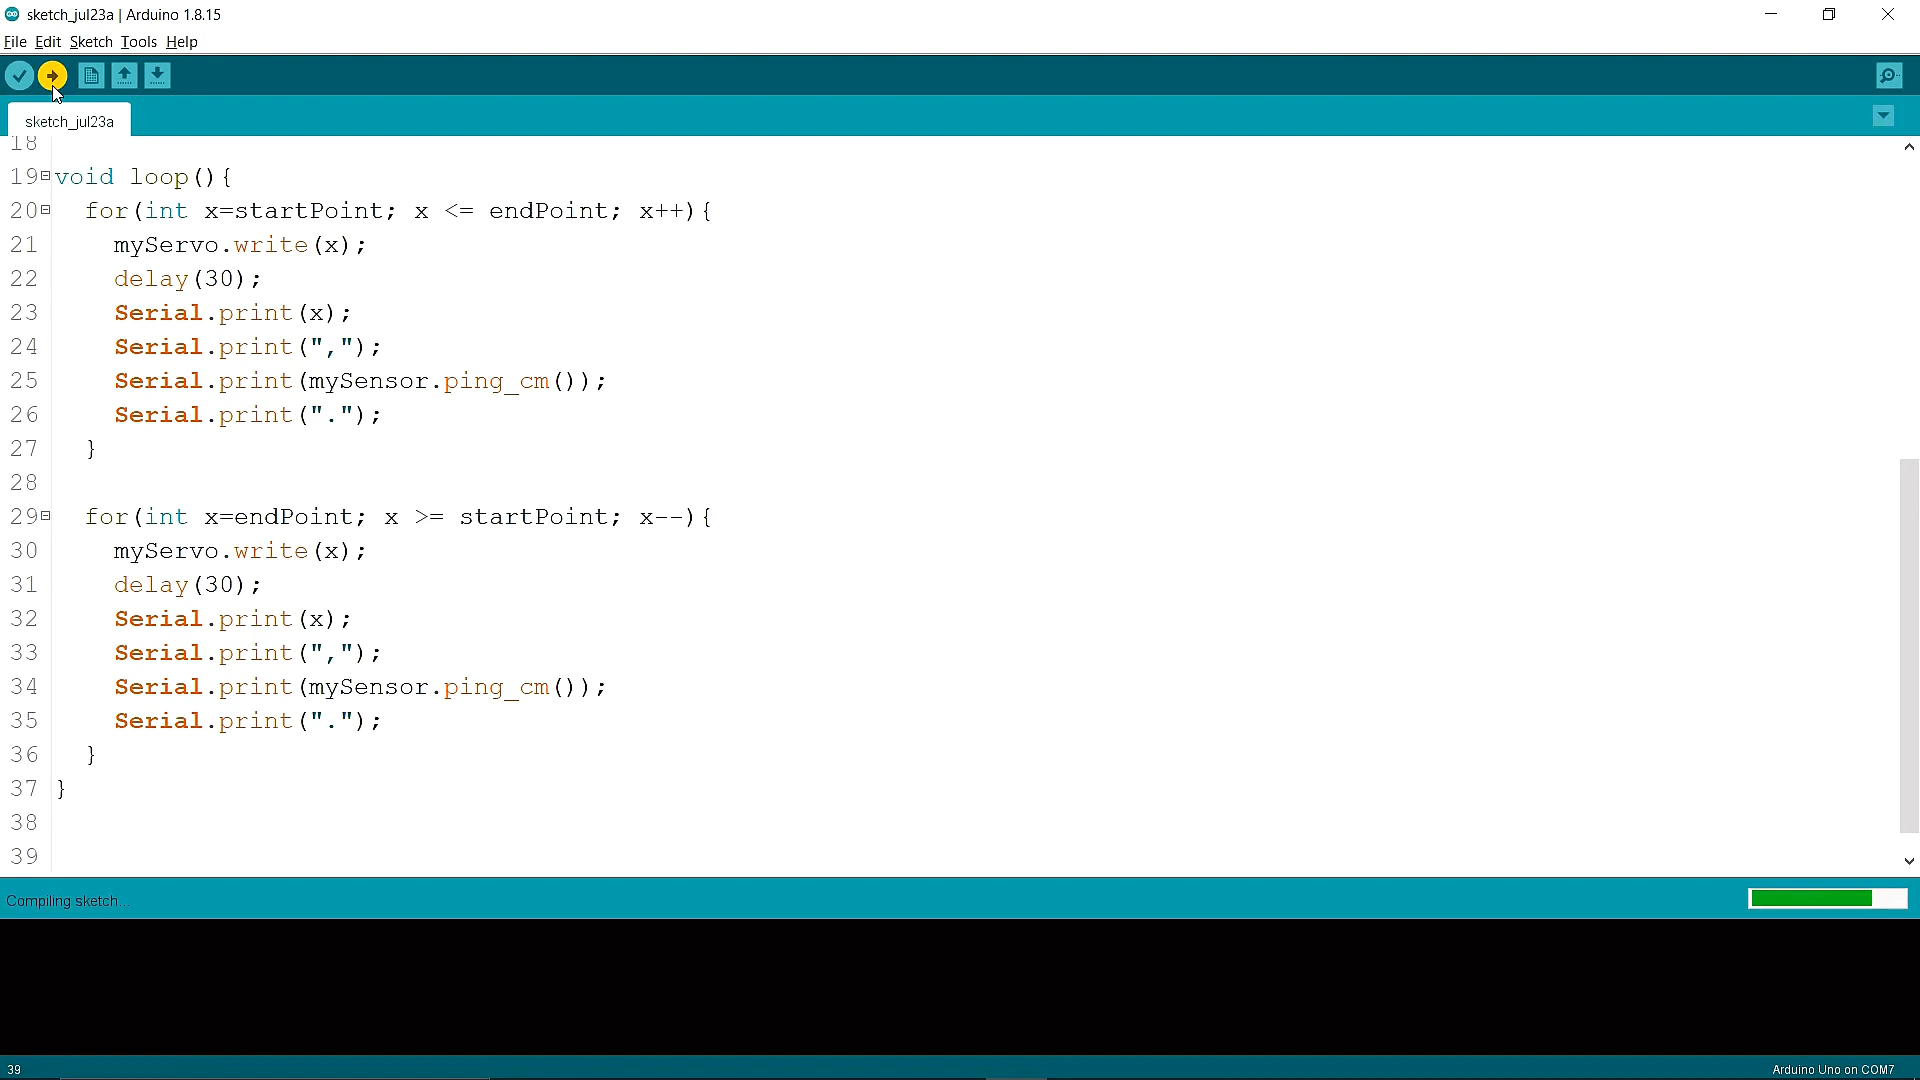 sketch_jul23a | Arduino 1.8.15
File Edit Sketch Tools Help
sketch_jul23a
18
19 void loop(){
20   for(int x=startPoint; x <= endPoint; x++){
21     myServo.write(x);
22     delay(30);
23     Serial.print(x);
24     Serial.print(",");
25     Serial.print(mySensor.ping_cm());
26     Serial.print(".");
27   }
28
29   for(int x=endPoint; x >= startPoint; x--){
30     myServo.write(x);
31     delay(30);
32     Serial.print(x);
33     Serial.print(",");
34     Serial.print(mySensor.ping_cm());
35     Serial.print(".");
36   }
37 }
38
39
Compiling sketch...
39 Arduino Uno on COM7